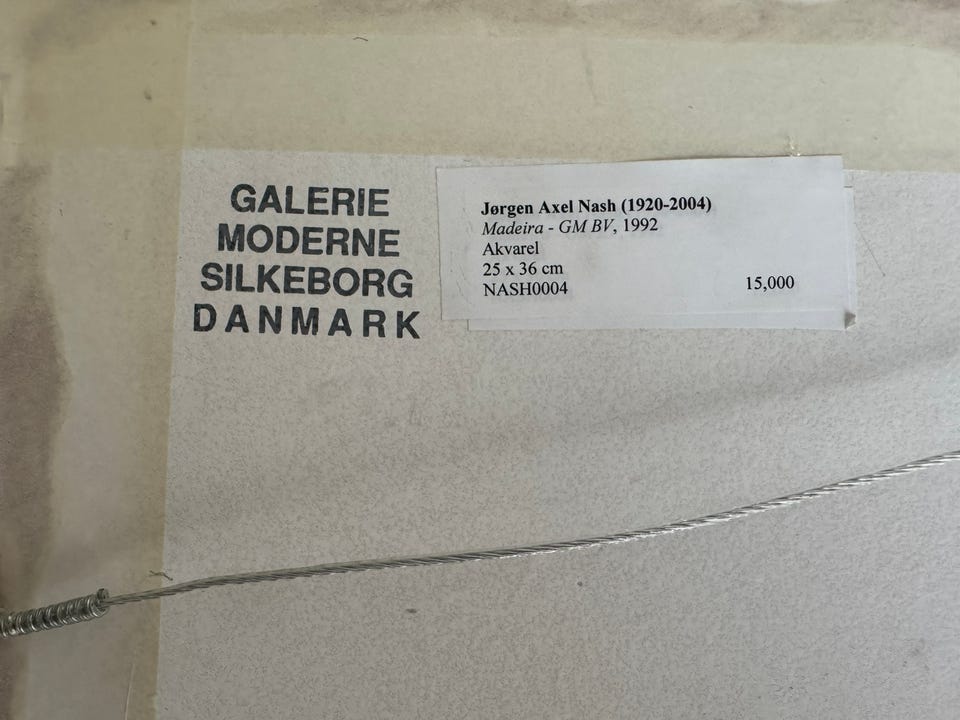 GALERIE
MODERNE
SILKEBORG
DANMARK
Jørgen Axel Nash (1920-2004)
Madeira - GM BV, 1992
Akvarel
25 x 36 cm
NASH0004 15,000